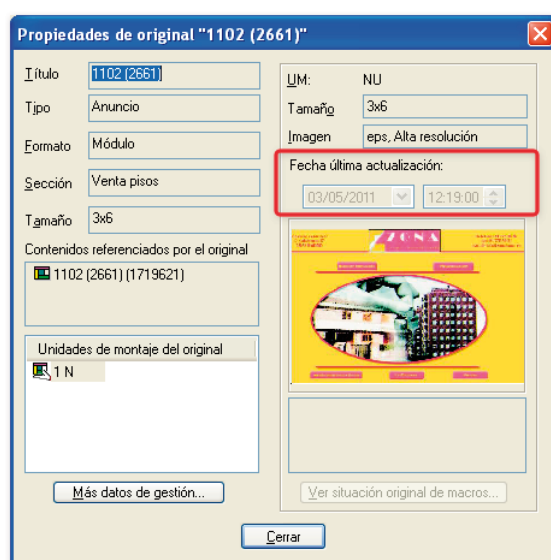 Propiedades de original "1102 (2661)"
Título 1102 (2661)
Tipo Anuncio
Formato Módulo
Sección Venta pisos
Tamaño 3x6
Contenidos referenciados por el original
1102 (2661) (1719621)
Unidades de montaje del original
1 N
Más datos de gestión...
UM: NU
Tamaño 3x6
Imagen eps, Alta resolución
Fecha última actualización:
03/05/2011 12:19:00
ZONA
Ver situación original de macros...
Cerrar